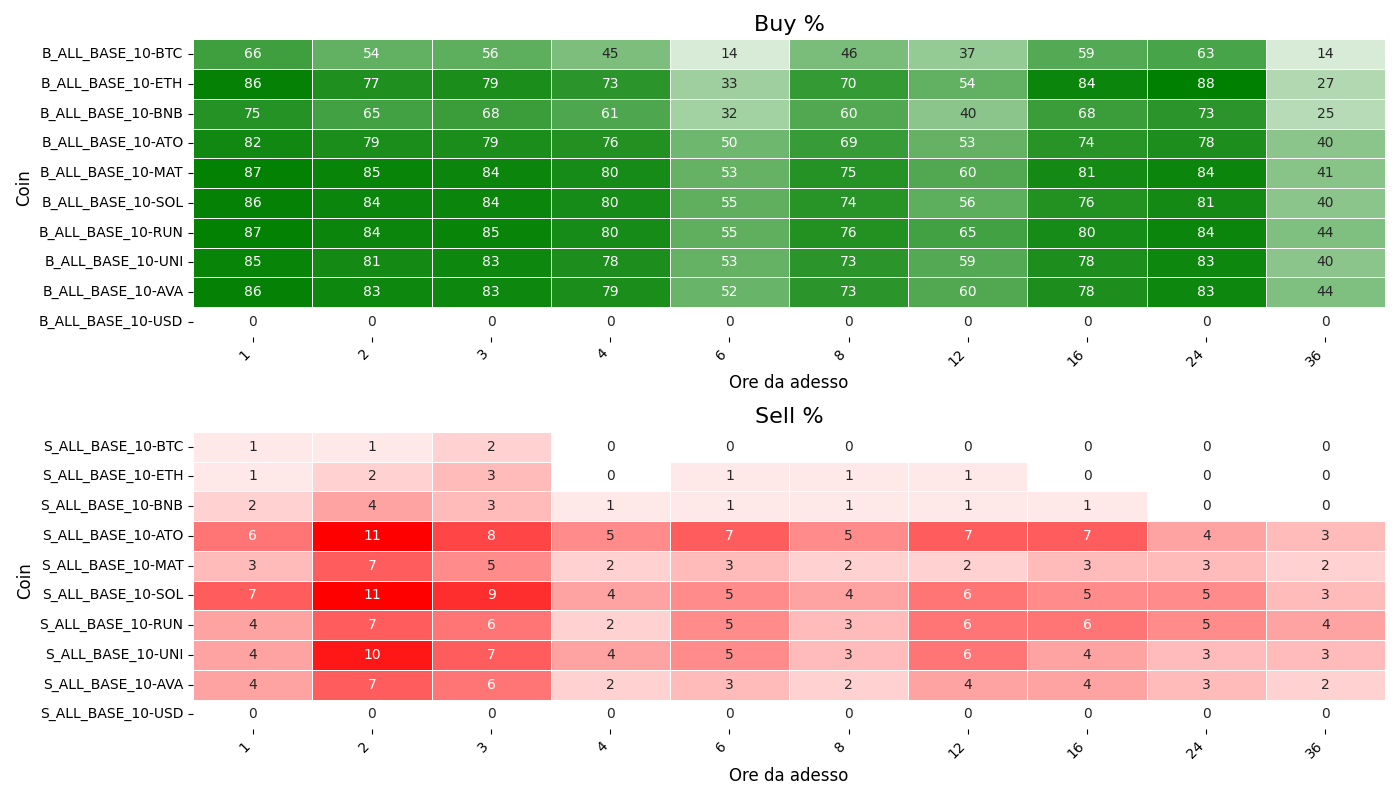 Buy %
Coin
B_ALL_BASE_10-BTC 66 54 56 45 14 46 37 59 63 14
B_ALL_BASE_10-ETH 86 77 79 73 33 70 54 84 88 27
B_ALL_BASE_10-BNB 75 65 68 61 32 60 40 68 73 25
B_ALL_BASE_10-ATO 82 79 79 76 50 69 53 74 78 40
B_ALL_BASE_10-MAT 87 85 84 80 53 75 60 81 84 41
B_ALL_BASE_10-SOL 86 84 84 80 55 74 56 76 81 40
B_ALL_BASE_10-RUN 87 84 85 80 55 76 65 80 84 44
B_ALL_BASE_10-UNI 85 81 83 78 53 73 59 78 83 40
B_ALL_BASE_10-AVA 86 83 83 79 52 73 60 78 83 44
B_ALL_BASE_10-USD 0 0 0 0 0 0 0 0 0 0
1 2 3 4 6 8 12 16 24 36
Ore da adesso
Sell %
Coin
S_ALL_BASE_10-BTC 1 1 2 0 0 0 0 0 0 0
S_ALL_BASE_10-ETH 1 2 3 0 1 1 1 0 0 0
S_ALL_BASE_10-BNB 2 4 3 1 1 1 1 1 0 0
S_ALL_BASE_10-ATO 6 11 8 5 7 5 7 7 4 3
S_ALL_BASE_10-MAT 3 7 5 2 3 2 2 3 3 2
S_ALL_BASE_10-SOL 7 11 9 4 5 4 6 5 5 3
S_ALL_BASE_10-RUN 4 7 6 2 5 3 6 6 5 4
S_ALL_BASE_10-UNI 4 10 7 4 5 3 6 4 3 3
S_ALL_BASE_10-AVA 4 7 6 2 3 2 4 4 3 2
S_ALL_BASE_10-USD 0 0 0 0 0 0 0 0 0 0
1 2 3 4 6 8 12 16 24 36
Ore da adesso